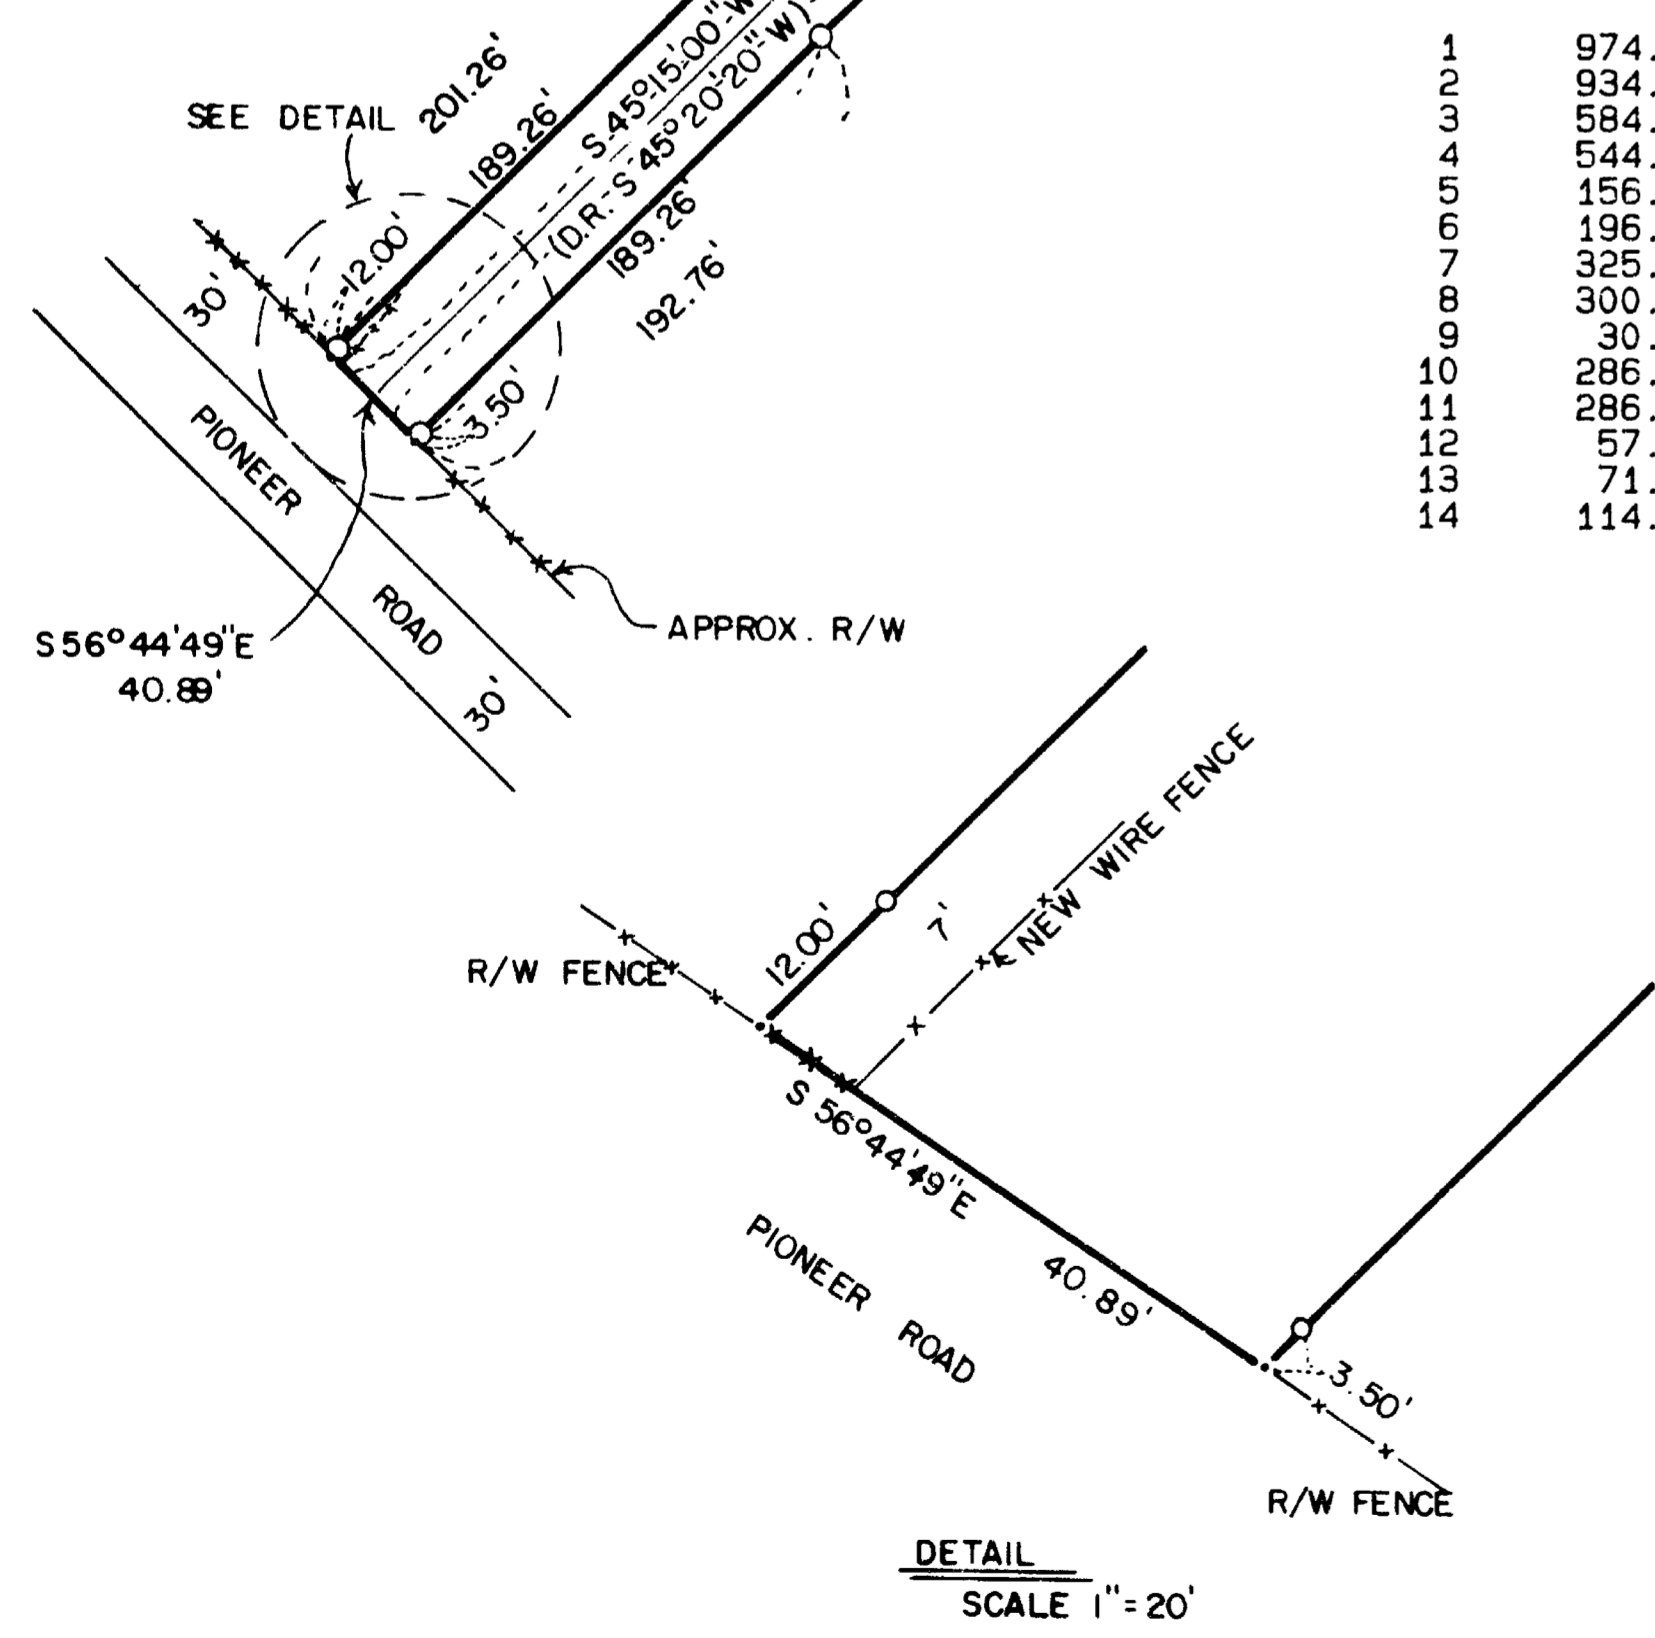 S 45°15'00" W
(D.R. S 45°20'20" W)
201.26'
189.26'
SEE DETAIL
12.00'
30'
189.26'
192.76'
3.50'
PIONEER
ROAD
30'
APPROX. R/W
S 56°44'49"E
40.89'
1 974.
2 934.
3 584.
4 544.
5 156.
6 196.
7 325.
8 300.
9 30.
10 286.
11 286.
12 57.
13 71.
14 114.
NEW WIRE FENCE
7'
12.00'
R/W FENCE
S 56°44'49"E
40.89'
PIONEER ROAD
3.50'
R/W FENCE
DETAIL
SCALE 1"=20'